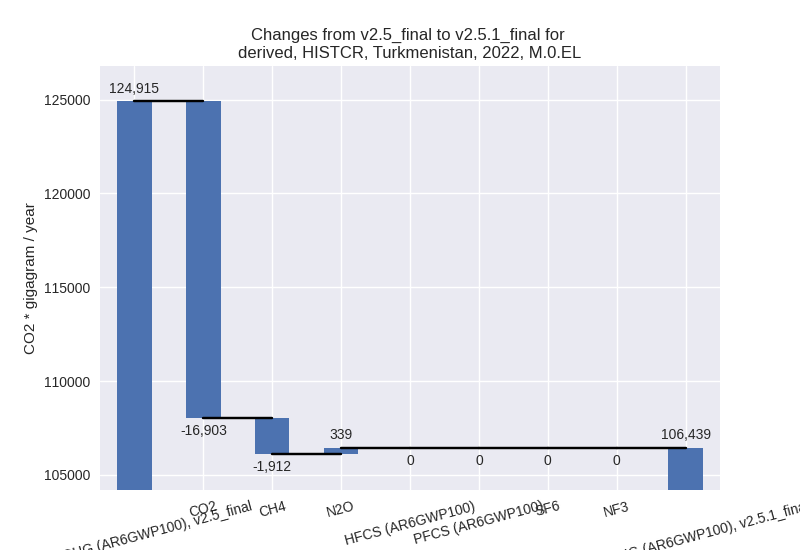 Changes from v2.5_final to v2.5.1_final for
derived, HISTCR, Turkmenistan, 2022, M.0.EL
CO2 * gigagram / year
125000
120000
115000
110000
105000
124,915
-16,903
-1,912
339
0
0
0
0
106,439
(AR6GWP100), v2.5_final
CO2
CH4
N2O
HFCS (AR6GWP100)
PFCS (AR6GWP100)
SF6
NF3
(AR6GWP100), v2.5.1_fina